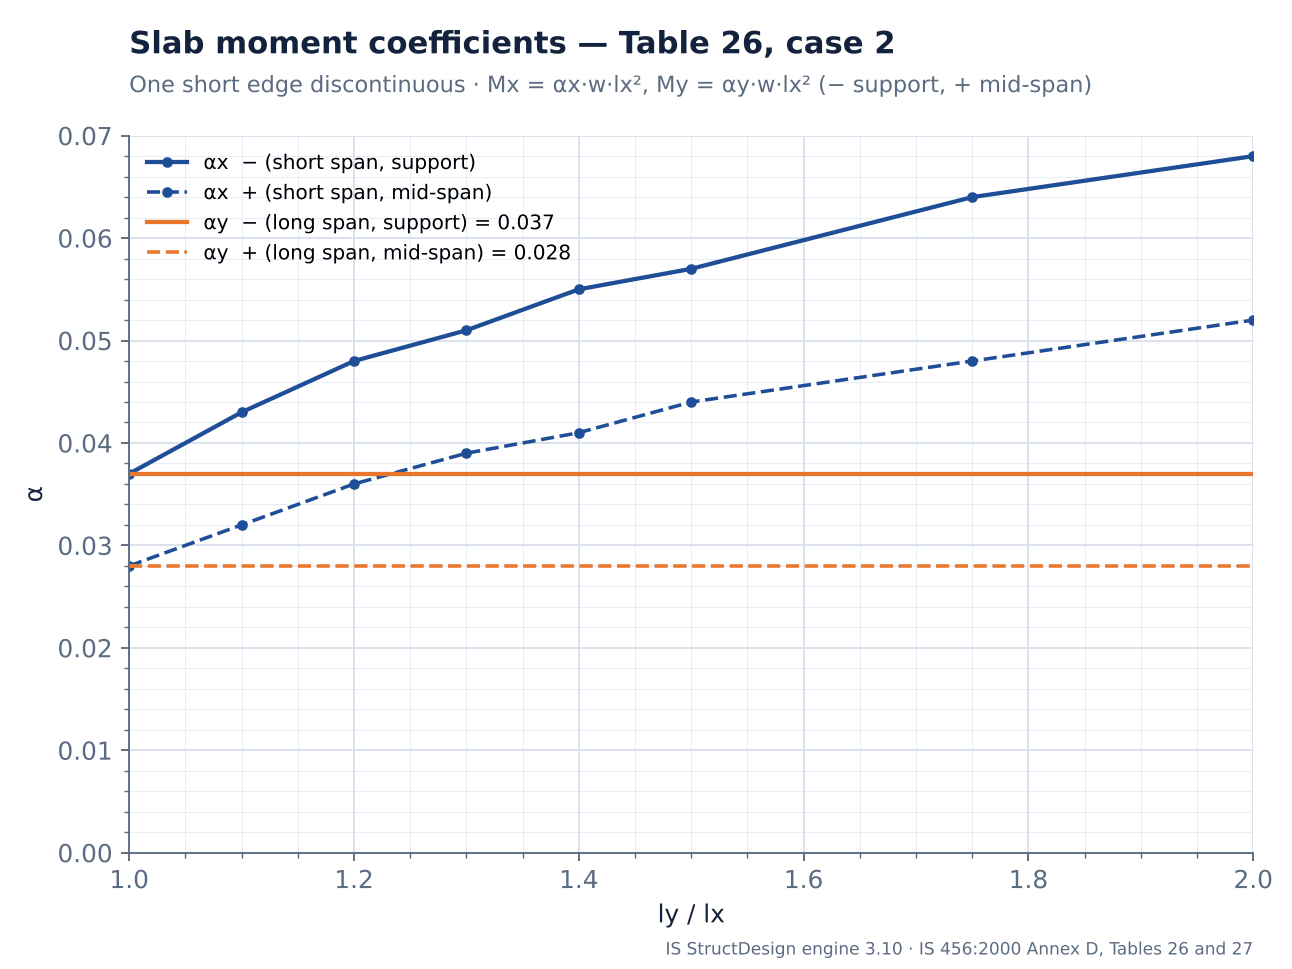 Slab moment coefficients — Table 26, case 2
One short edge discontinuous · Mx = αx·w·lx², My = αy·w·lx² (− support, + mid-span)
0.07
0.06
0.05
0.04
0.03
0.02
0.01
0.00
α
αx − (short span, support)
αx + (short span, mid-span)
αy − (long span, support) = 0.037
αy + (long span, mid-span) = 0.028
1.0 1.2 1.4 1.6 1.8 2.0
ly / lx
IS StructDesign engine 3.10 · IS 456:2000 Annex D, Tables 26 and 27